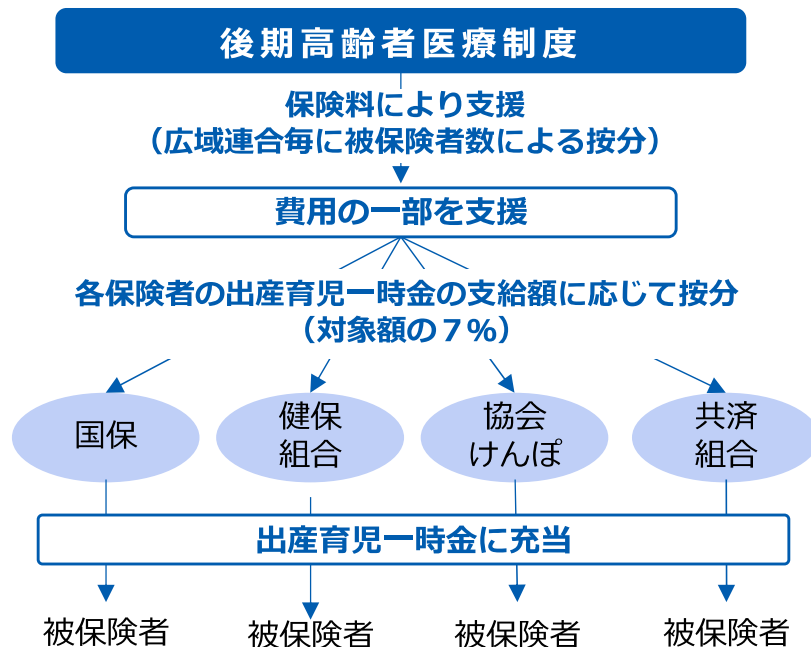 後期高齢者医療制度
保険料により支援
（広域連合毎に被保険者数による按分）
費用の一部を支援
各保険者の出産育児一時金の支給額に応じて按分
（対象額の７％）
国保
健保
組合
協会
けんぽ
共済
組合
出産育児一時金に充当
被保険者
被保険者
被保険者
被保険者